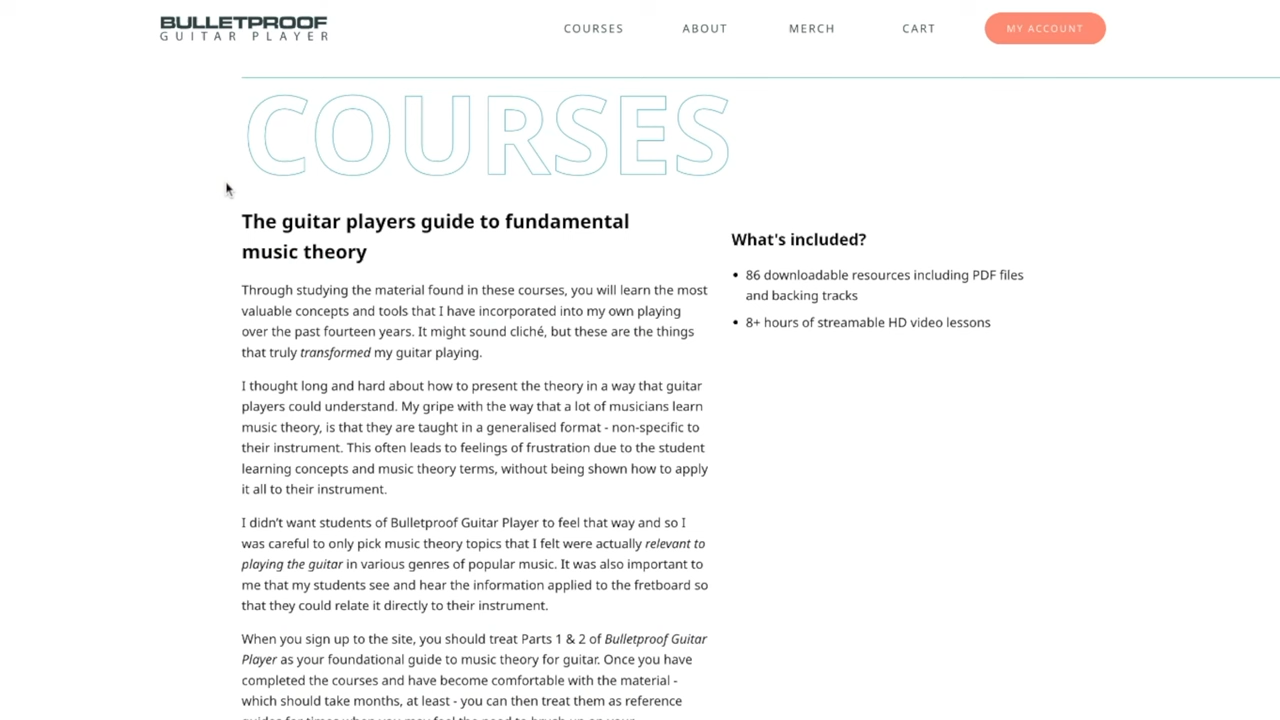 BULLETPROOF
GUITAR PLAYER
COURSES
ABOUT
MERCH
CART
MY ACCOUNT
COURSES
The guitar players guide to fundamental
music theory
Through studying the material found in these courses, you will learn the most
valuable concepts and tools that I have incorporated into my own playing
over the past fourteen years. It might sound cliché, but these are the things
that truly transformed my guitar playing.
I thought long and hard about how to present the theory in a way that guitar
players could understand. My gripe with the way that a lot of musicians learn
music theory, is that they are taught in a generalised format - non-specific to
their instrument. This often leads to feelings of frustration due to the student
learning concepts and music theory terms, without being shown how to apply
it all to their instrument.
I didn't want students of Bulletproof Guitar Player to feel that way and so I
was careful to only pick music theory topics that I felt were actually relevant to
playing the guitar in various genres of popular music. It was also important to
me that my students see and hear the information applied to the fretboard so
that they could relate it directly to their instrument.
When you sign up to the site, you should treat Parts 1 & 2 of Bulletproof Guitar
Player as your foundational guide to music theory for guitar. Once you have
completed the courses and have become comfortable with the material -
which should take months, at least - you can then treat them as reference
What's included?
• 86 downloadable resources including PDF files
and backing tracks
• 8+ hours of streamable HD video lessons